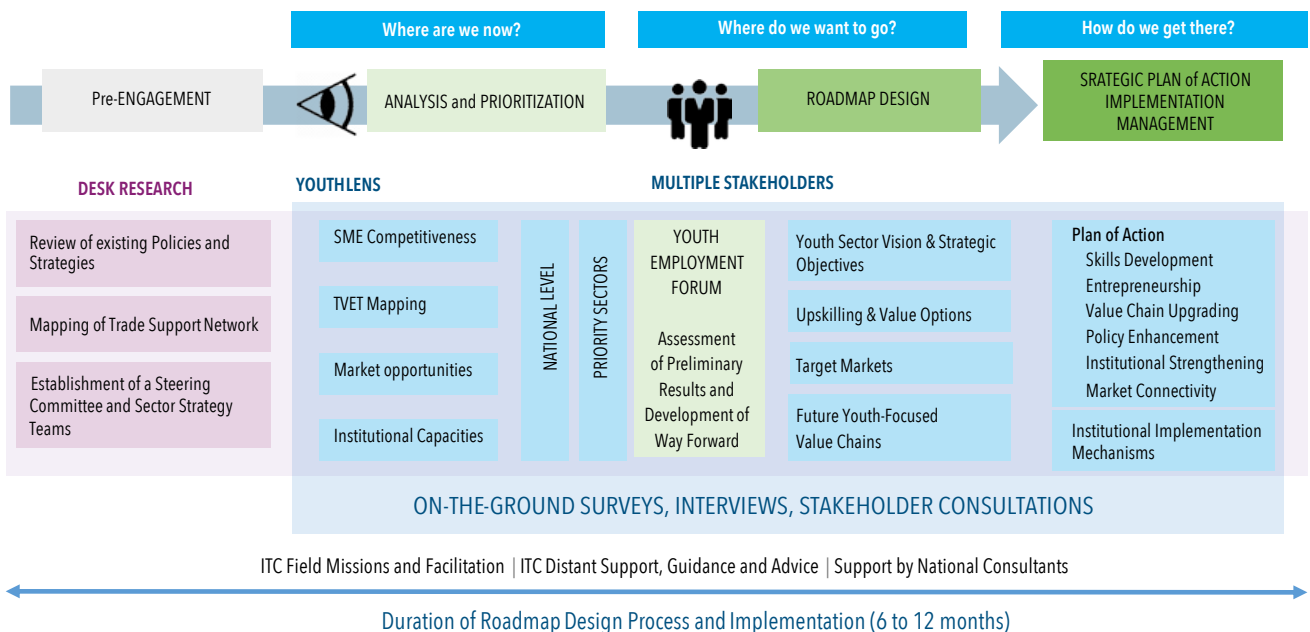 Where are we now?
Where do we want to go?
How do we get there?
Pre-ENGAGEMENT
ANALYSIS and PRIORITIZATION
ROADMAP DESIGN
SRATEGIC PLAN of ACTION
IMPLEMENTATION
MANAGEMENT
DESK RESEARCH
YOUTHLENS
MULTIPLE STAKEHOLDERS
Review of existing Policies and
Strategies
Mapping of Trade Support Network
Establishment of a Steering
Committee and Sector Strategy
Teams
SME Competitiveness
TVET Mapping
Market opportunities
Institutional Capacities
NATIONAL LEVEL
PRIORITY SECTORS
YOUTH
EMPLOYMENT
FORUM
Assessment
of Preliminary
Results and
Development of
Way Forward
Youth Sector Vision & Strategic
Objectives
Upskilling & Value Options
Target Markets
Future Youth-Focused
Value Chains
Plan of Action
Skills Development
Entrepreneurship
Value Chain Upgrading
Policy Enhancement
Institutional Strengthening
Market Connectivity
Institutional Implementation
Mechanisms
ON-THE-GROUND SURVEYS, INTERVIEWS, STAKEHOLDER CONSULTATIONS
ITC Field Missions and Facilitation | ITC Distant Support, Guidance and Advice | Support by National Consultants
Duration of Roadmap Design Process and Implementation (6 to 12 months)